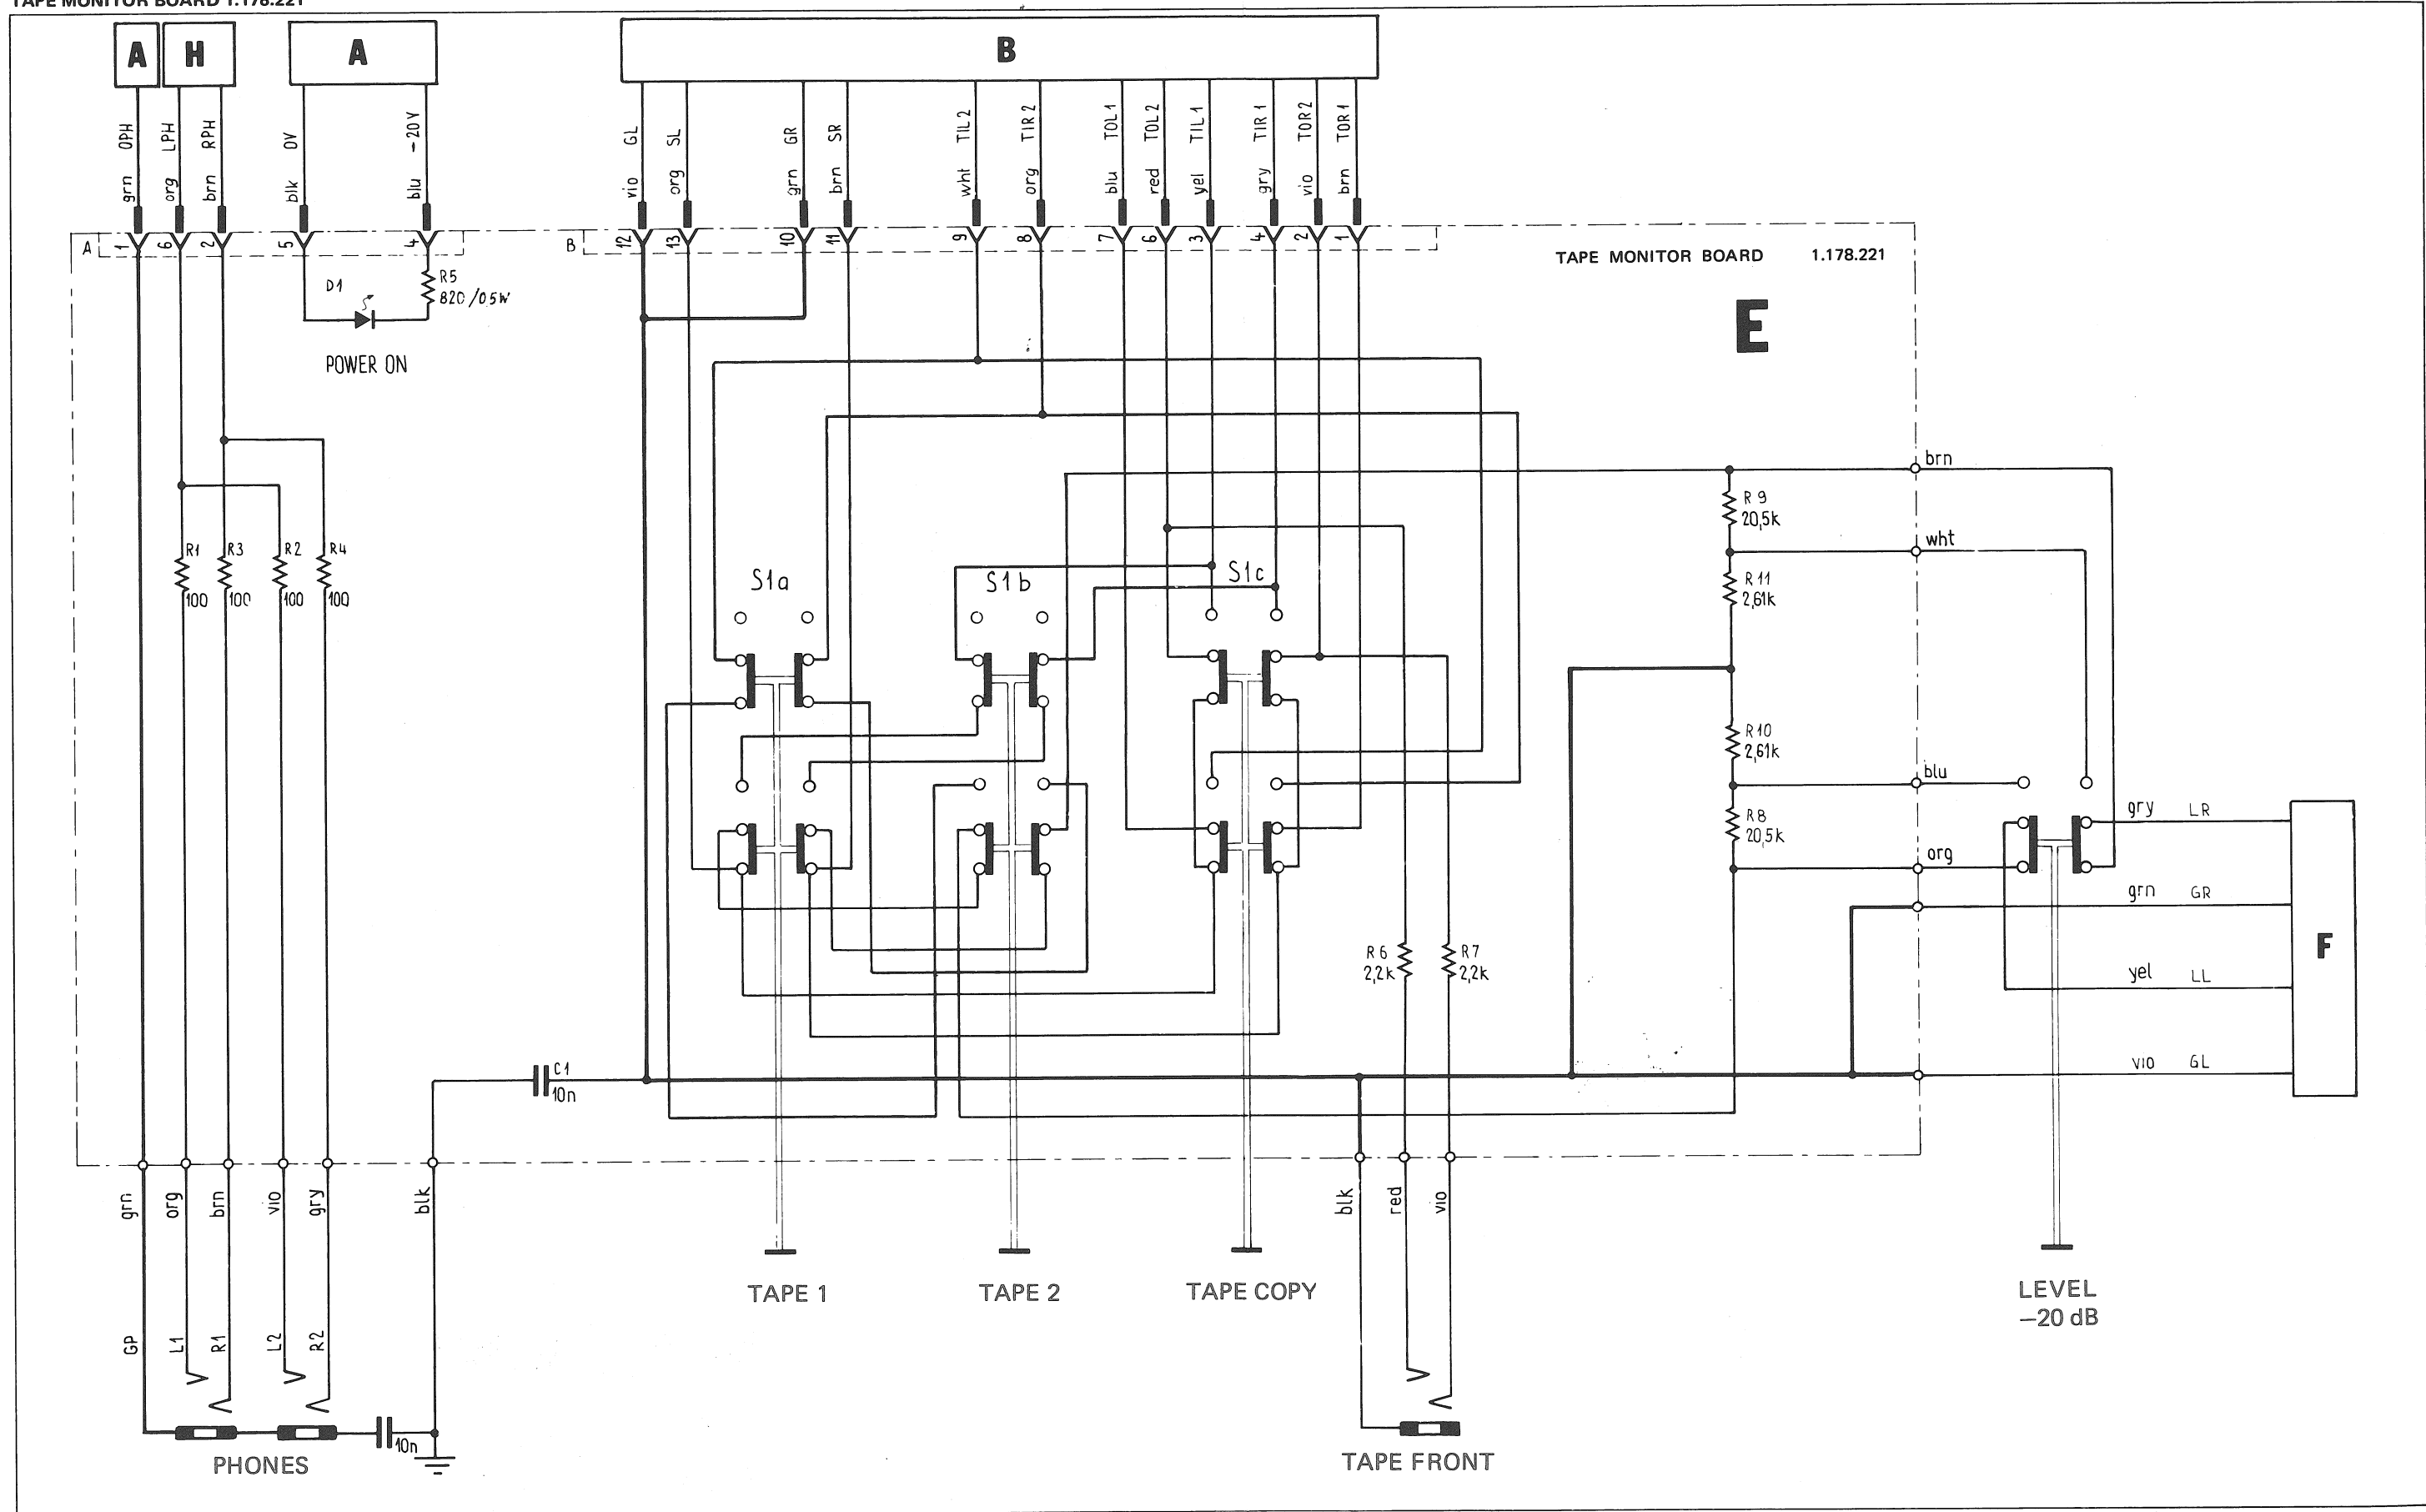 TAPE MONITOR BOARD 1.178.221
A H A B
grn OPH
org LPH
brn RPH
blk OV
blu -20V
vio GL
org SL
grn GR
brn SR
wht TIL 2
org TIR 2
blu TOL 1
red TOL 2
yel TIL 1
gry TIR 1
vio TOR 2
brn TOR 1
A 1 6 2 5 4
B 12 13 10 11 9 8 7 6 3 4 2 1
TAPE MONITOR BOARD 1.178.221
E
D1
R5
820/0.5W
POWER ON
brn
R 9
20,5k
wht
R1
100
R3
100
R2
100
R4
100
S1a
S1b
S1c
R 11
2,61k
R 10
2,61k
blu
R 8
20,5k
org
gry LR
grn GR
F
R 6
2,2k
R7
2,2k
yel LL
C1
10n
vio GL
grn
org
brn
vio
gry
blk
blk
red
vio
TAPE 1
TAPE 2
TAPE COPY
LEVEL
–20 dB
GP
L1
R1
L2
R2
10n
PHONES
TAPE FRONT